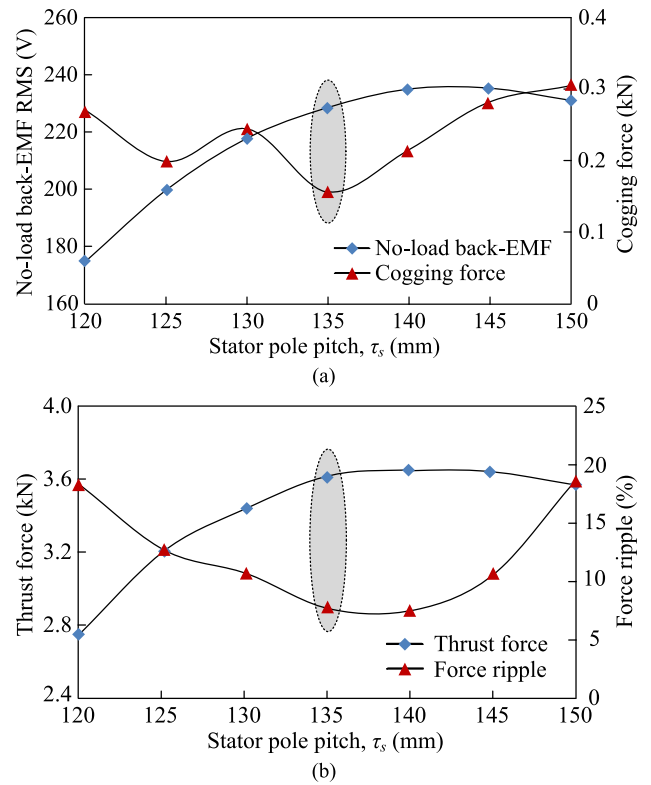 260
240
220
200
180
160
No-load back-EMF RMS (V)
0.4
0.3
0.2
0.1
0
Cogging force (kN)
No-load back-EMF
Cogging force
120 125 130 135 140 145 150
Stator pole pitch, τs (mm)
(a)
4.0
3.6
3.2
2.8
2.4
Thrust force (kN)
25
20
15
10
5
0
Force ripple (%)
Thrust force
Force ripple
120 125 130 135 140 145 150
Stator pole pitch, τs (mm)
(b)